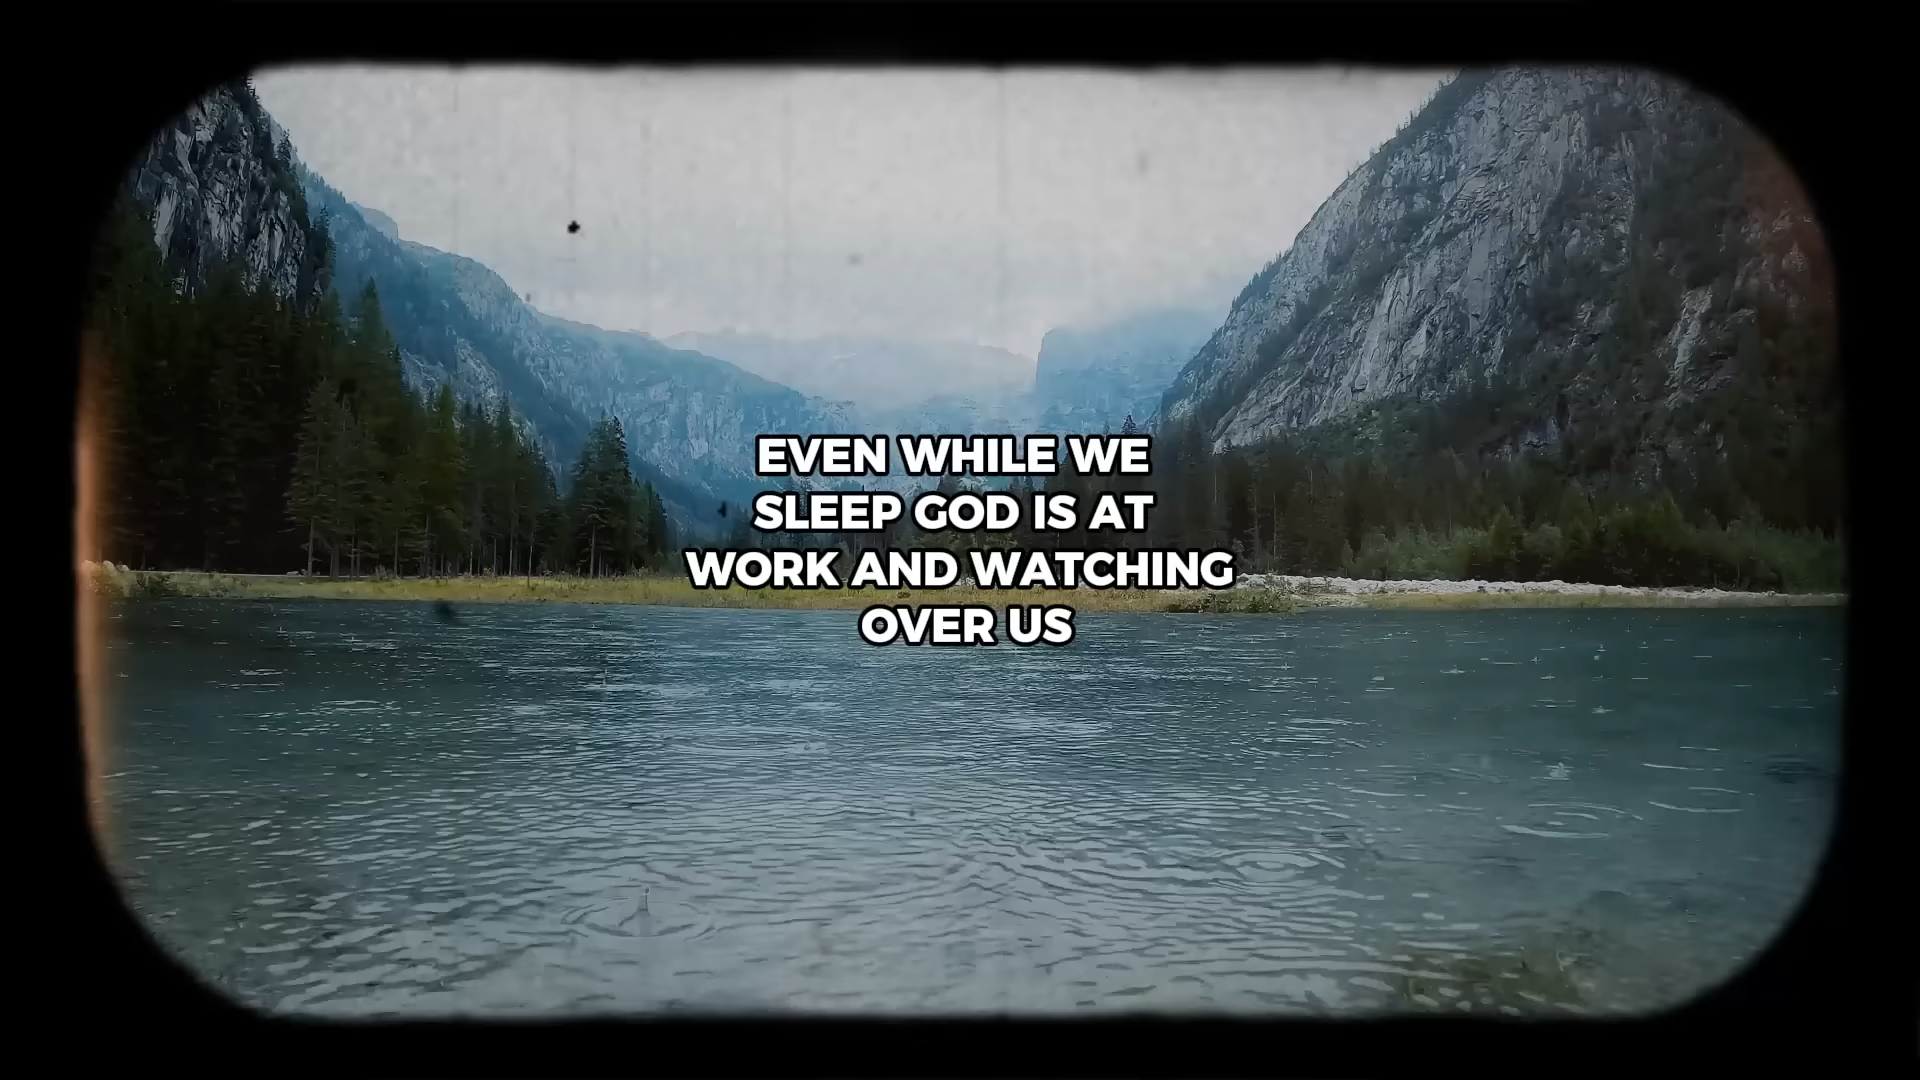 EVEN WHILE WE
SLEEP GOD IS AT
WORK AND WATCHING
OVER US